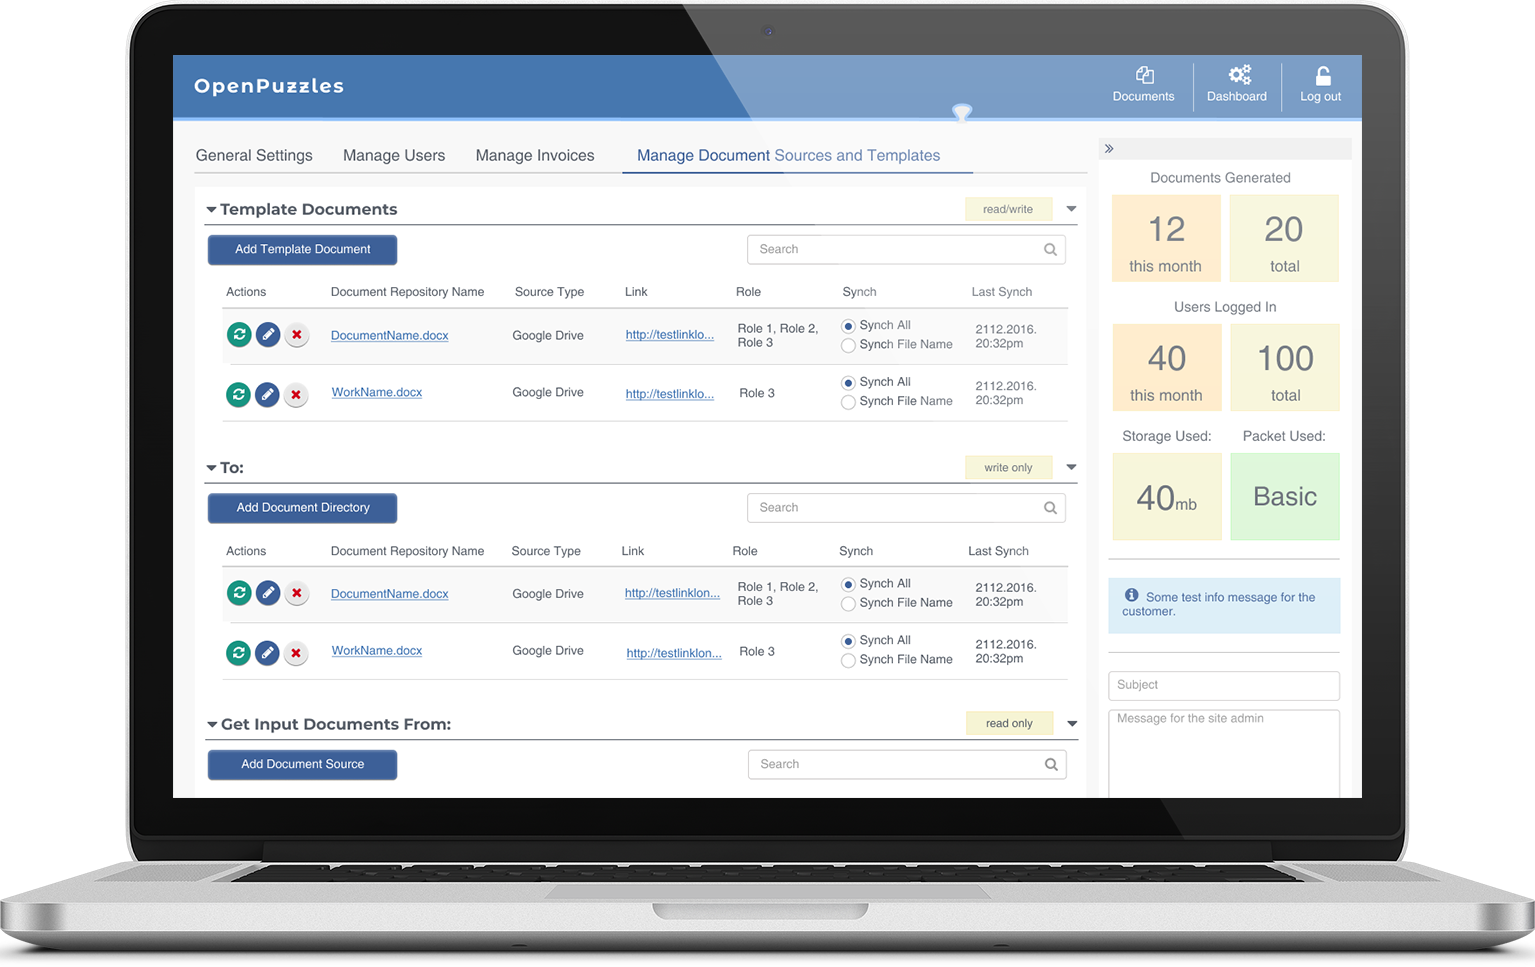 OpenPuzzles
Documents
Dashboard
Log out
General Settings
Manage Users
Manage Invoices
Manage Document Sources and Templates
Template Documents
read/write
Add Template Document
Search
Actions
Document Repository Name
Source Type
Link
Role
Synch
Last Synch
DocumentName.docx
Google Drive
http://testlinklo...
Role 1, Role 2,
Role 3
Synch All
Synch File Name
2112.2016.
20:32pm
WorkName.docx
Google Drive
http://testlinklo...
Role 3
Synch All
Synch File Name
2112.2016.
20:32pm
To:
write only
Add Document Directory
Search
Actions
Document Repository Name
Source Type
Link
Role
Synch
Last Synch
DocumentName.docx
Google Drive
http://testlinklon...
Role 1, Role 2,
Role 3
Synch All
Synch File Name
2112.2016.
20:32pm
WorkName.docx
Google Drive
http://testlinklon...
Role 3
Synch All
Synch File Name
2112.2016.
20:32pm
Get Input Documents From:
read only
Add Document Source
Search
Documents Generated
12
this month
20
total
Users Logged In
40
this month
100
total
Storage Used:
Packet Used:
40mb
Basic
Some test info message for the
customer.
Subject
Message for the site admin